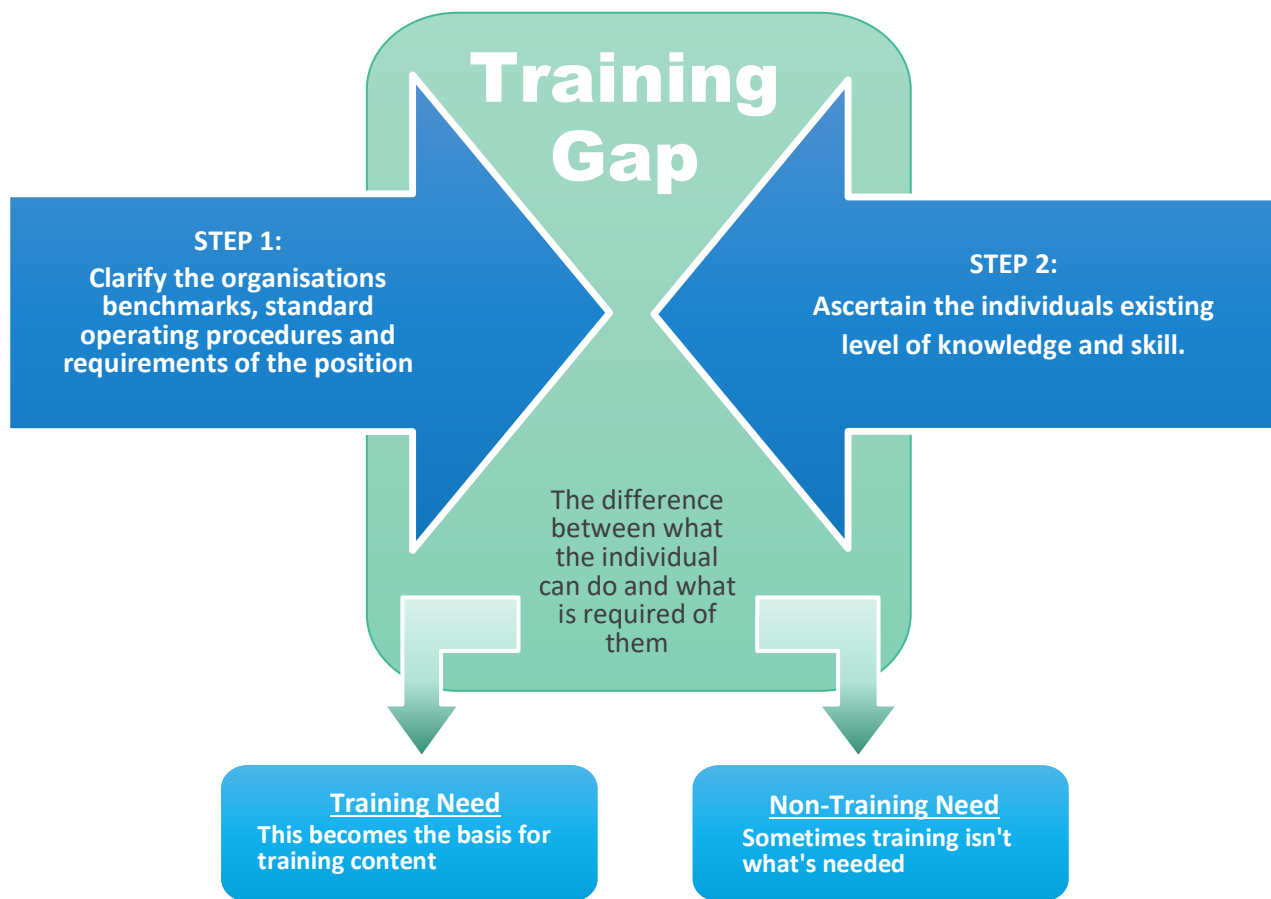 Training
Gap
STEP 1:
Clarify the organisations
benchmarks, standard
operating procedures and
requirements of the position
STEP 2:
Ascertain the individuals existing
level of knowledge and skill.
The difference
between what
the individual
can do and what
is required of
them
Training Need
This becomes the basis for
training content
Non-Training Need
Sometimes training isn't
what's needed